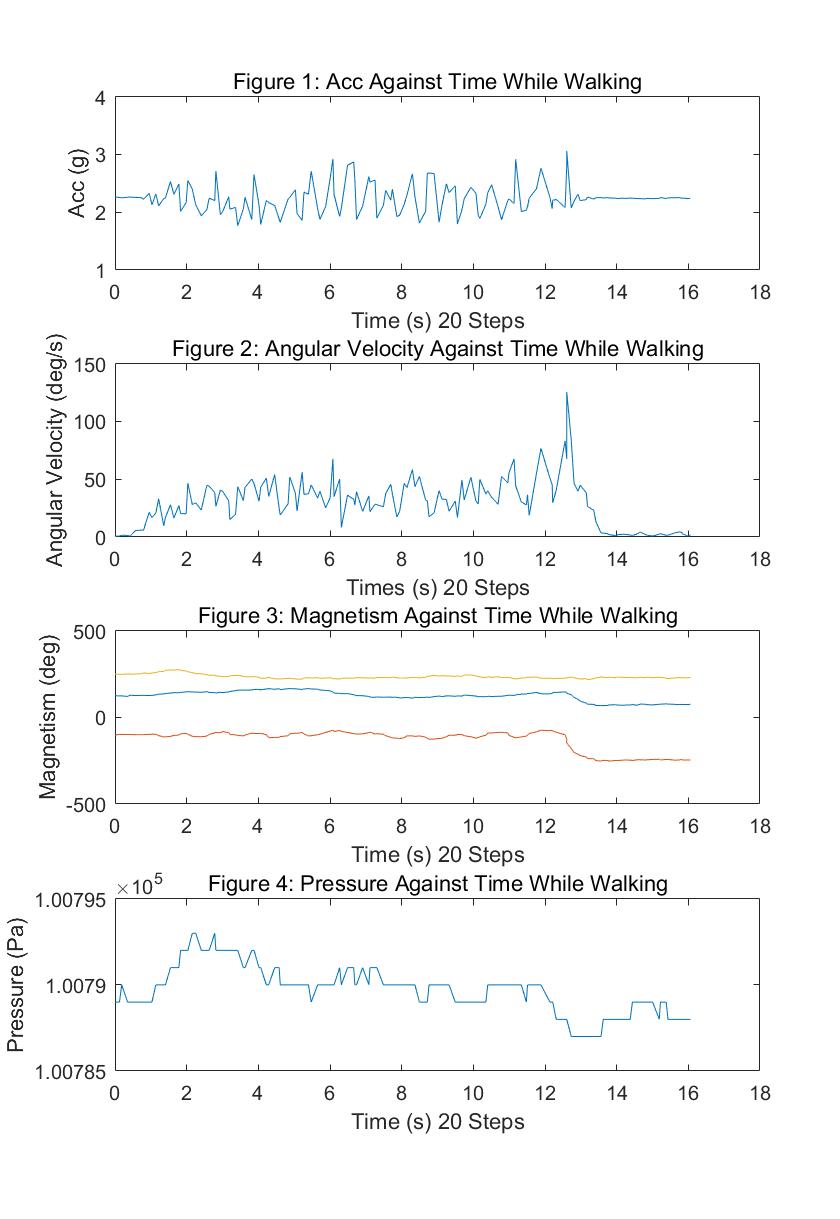 Figure 1: Acc Against Time While Walking
Acc (g)
4
3
2
1
0 2 4 6 8 10 12 14 16 18
Time (s) 20 Steps
Figure 2: Angular Velocity Against Time While Walking
Angular Velocity (deg/s)
150
100
50
0
0 2 4 6 8 10 12 14 16 18
Times (s) 20 Steps
Figure 3: Magnetism Against Time While Walking
Magnetism (deg)
500
0
-500
0 2 4 6 8 10 12 14 16 18
Time (s) 20 Steps
×10⁵ Figure 4: Pressure Against Time While Walking
Pressure (Pa)
1.00795
1.0079
1.00785
0 2 4 6 8 10 12 14 16 18
Time (s) 20 Steps